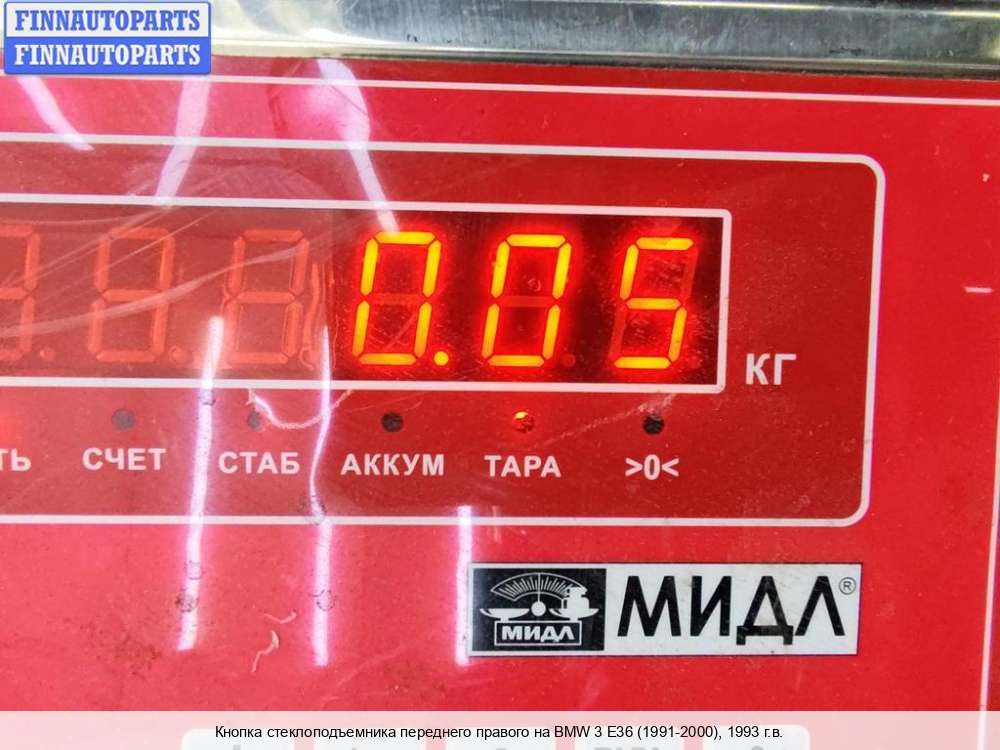 FINNAUTOPARTS
FINNAUTOPARTS
0.05
КГ
СЧЕТ СТАБ АККУМ ТАРА >0<
МИДЛ МИДЛ®
Кнопка стеклоподъемника переднего правого на BMW 3 E36 (1991-2000), 1993 г.в.